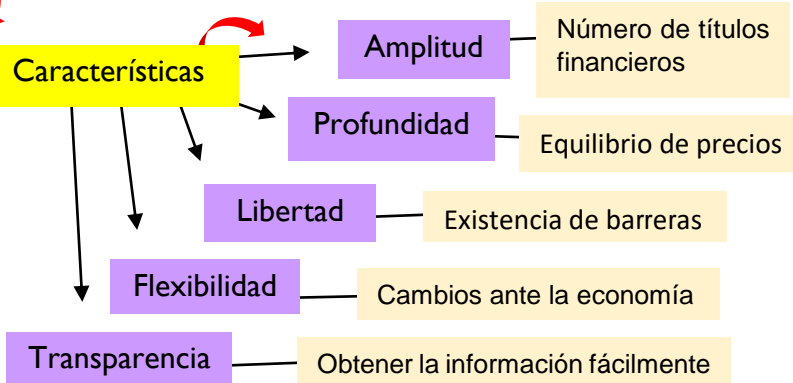 Características
Amplitud
Número de títulos
financieros
Profundidad
Equilibrio de precios
Libertad
Existencia de barreras
Flexibilidad
Cambios ante la economía
Transparencia
Obtener la información fácilmente